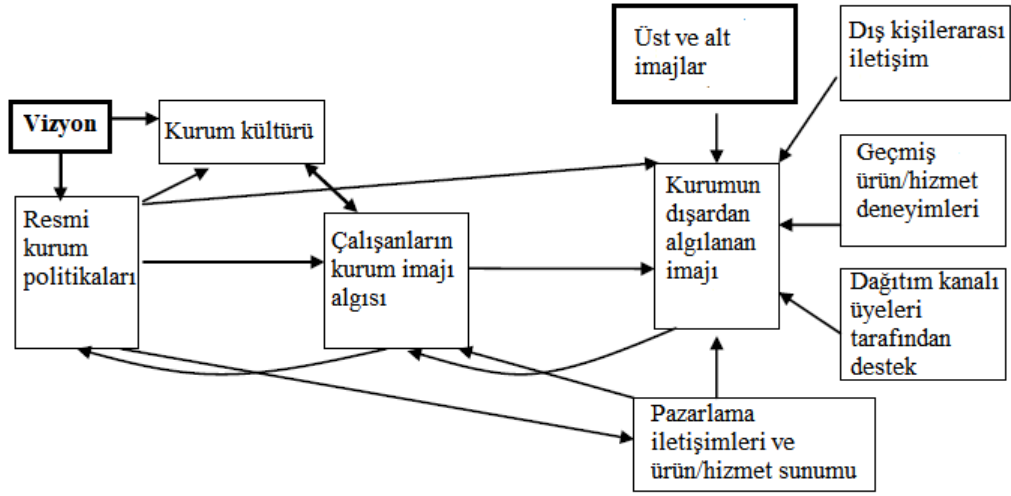 Vizyon
Kurum kültürü
Üst ve alt
imajlar
Dış kişilerarası
iletişim
Resmi
kurum
politikaları
Çalışanların
kurum imajı
algısı
Kurumun
dışardan
algılanan
imajı
Geçmiş
ürün/hizmet
deneyimleri
Dağıtım kanalı
üyeleri
tarafından
destek
Pazarlama
iletişimleri ve
ürün/hizmet sunumu